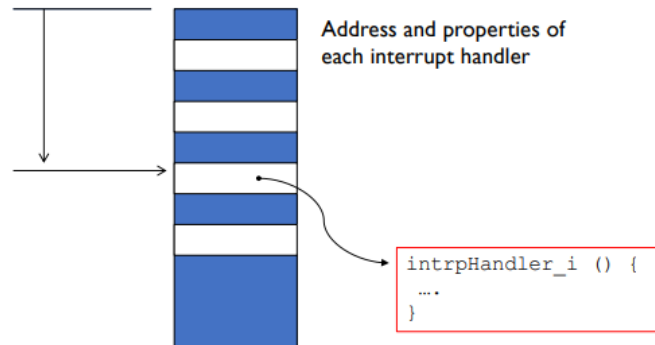 Address and properties of
each interrupt handler
intrpHandler_i () {
….
}